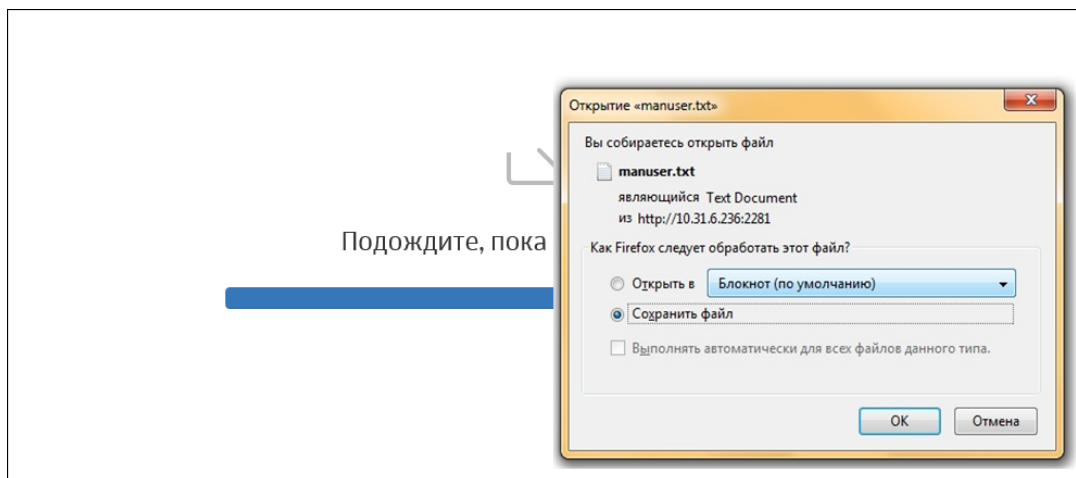 Открытие «manuser.txt»
Вы собираетесь открыть файл
manuser.txt
являющийся Text Document
из http://10.31.6.236:2281
Подождите, пока
Как Firefox следует обработать этот файл?
Открыть в Блокнот (по умолчанию)
Сохранить файл
Выполнять автоматически для всех файлов данного типа.
OK Отмена